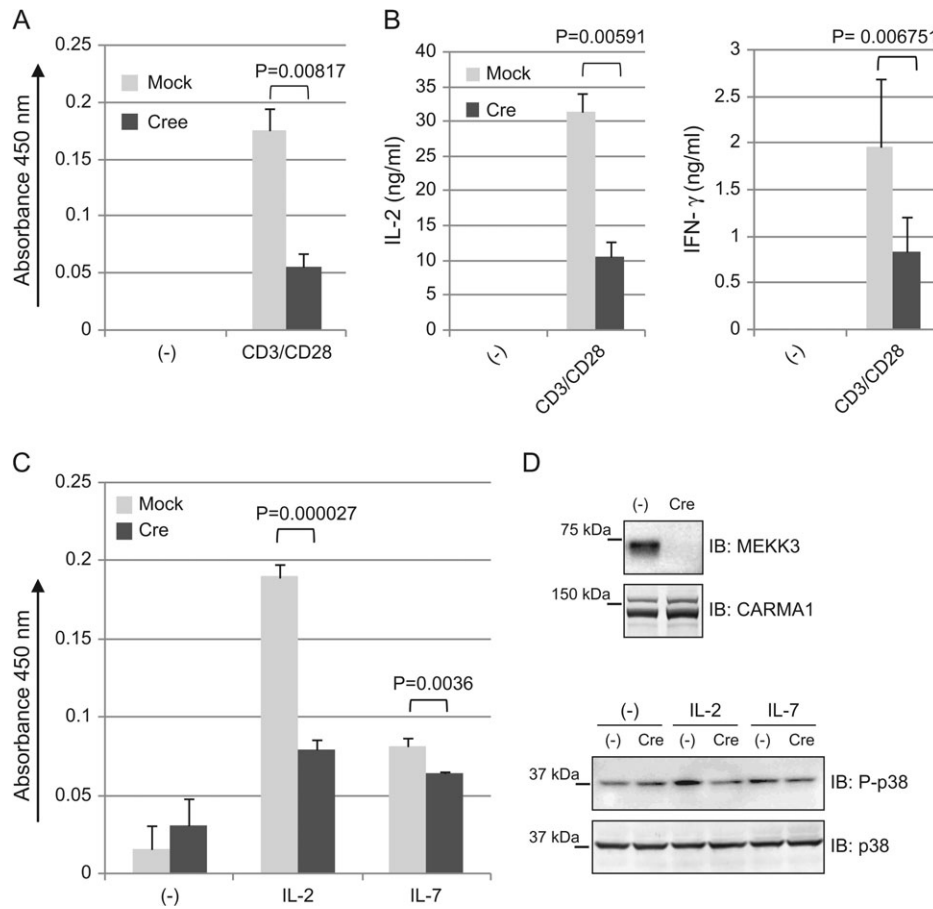 A
0.25
0.2
0.15
0.1
0.05
0
Absorbance 450 nm
Mock
Cree
P=0.00817
(-)
CD3/CD28
B
40
35
30
25
20
15
10
5
0
IL-2 (ng/ml)
Mock
Cre
P=0.00591
(-)
CD3/CD28
3
2.5
2
1.5
1
0.5
0
IFN- γ (ng/ml)
P= 0.006751
(-)
CD3/CD28
C
0.25
0.2
0.15
0.1
0.05
0
Absorbance 450 nm
Mock
Cre
P=0.000027
P=0.0036
(-)
IL-2
IL-7
D
(-) Cre
75 kDa
IB: MEKK3
150 kDa
IB: CARMA1
(-) IL-2 IL-7
(-) Cre (-) Cre (-) Cre
37 kDa
IB: P-p38
37 kDa
IB: p38